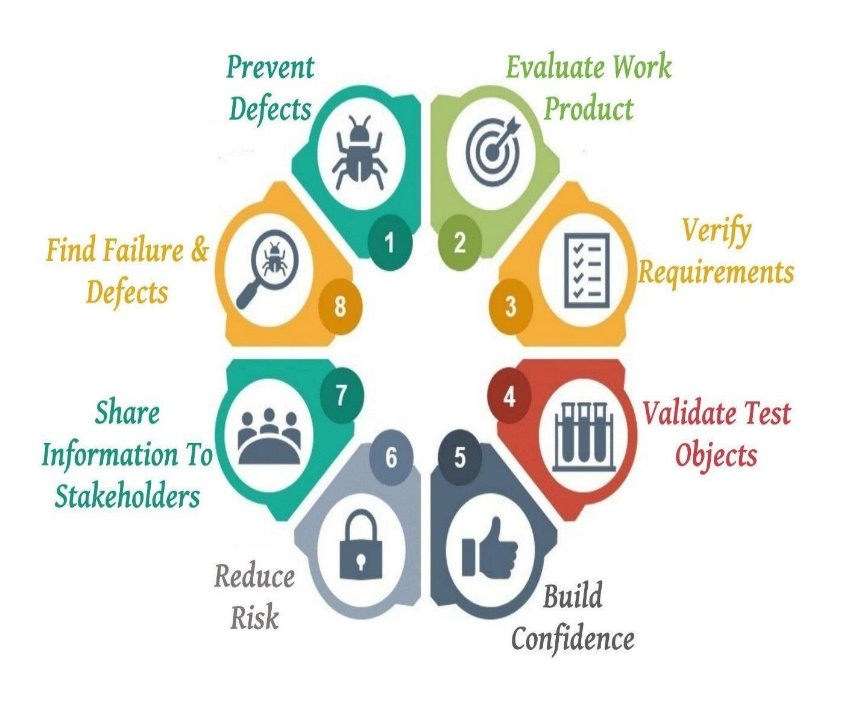 Prevent
Defects
1
Evaluate Work
Product
2
Verify
Requirements
3
Validate Test
Objects
4
Build
Confidence
5
Reduce
Risk
6
Share
Information To
Stakeholders
7
Find Failure &
Defects
8